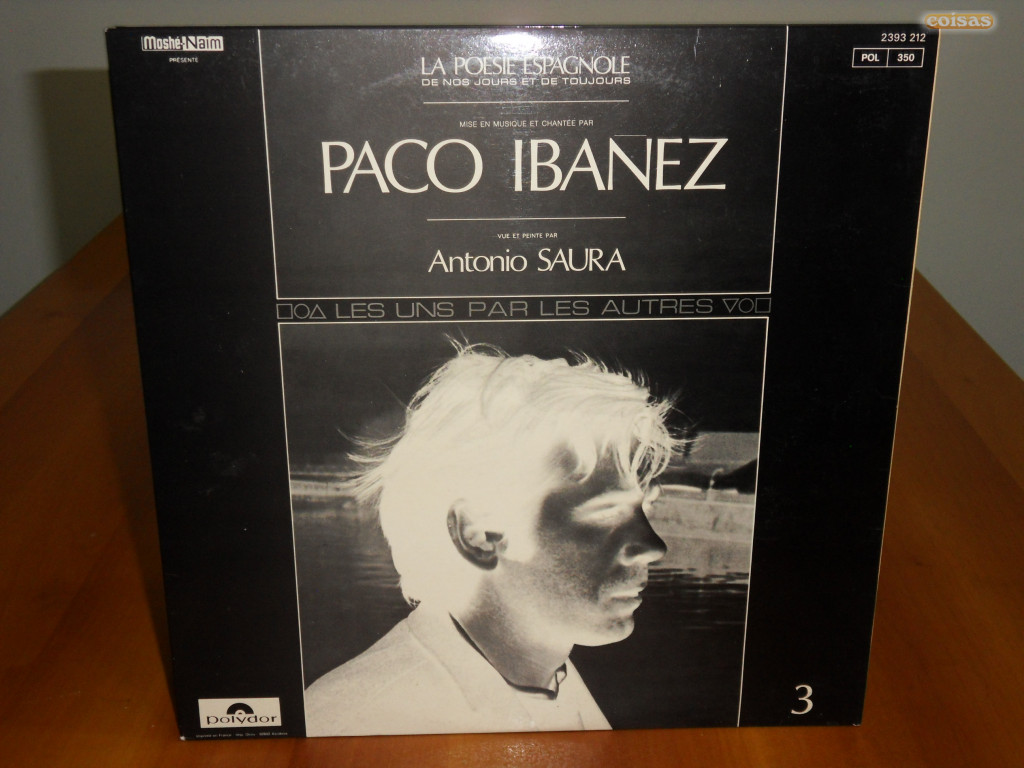 coisas
Moshé-Naïm
PRÉSENTE
2393 212
POL 350
LA POESIE ESPAGNOLE
DE NOS JOURS ET DE TOUJOURS
MISE EN MUSIQUE ET CHANTÉE PAR
PACO IBAÑEZ
VUE ET PEINTE PAR
Antonio SAURA
LES UNS PAR LES AUTRES
3
polydor